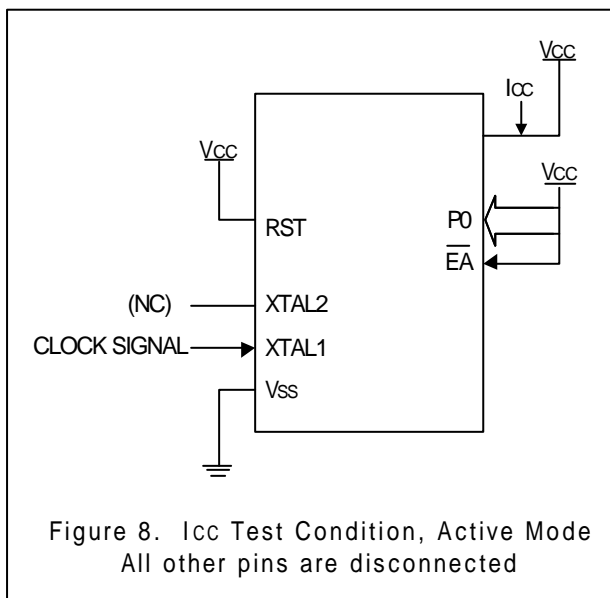 VCC
ICC
VCC
VCC
RST
P0
EA
(NC)
XTAL2
CLOCK SIGNAL
XTAL1
VSS
Figure 8. ICC Test Condition, Active Mode
All other pins are disconnected